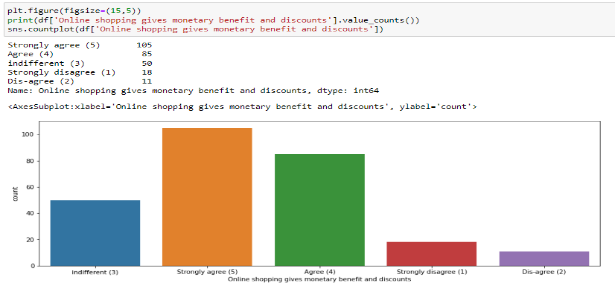 plt.figure(figsize=(15,5))
print(df['Online shopping gives monetary benefit and discounts'].value_counts())
sns.countplot(df['Online shopping gives monetary benefit and discounts'])
Strongly agree (5) 105
Agree (4) 85
indifferent (3) 50
Strongly disagree (1) 18
Dis-agree (2) 11
Name: Online shopping gives monetary benefit and discounts, dtype: int64
<AxesSubplot:xlabel='Online shopping gives monetary benefit and discounts', ylabel='count'>
100
80
60
40
20
0
count
indifferent (3) Strongly agree (5) Agree (4) Strongly disagree (1) Dis-agree (2)
Online shopping gives monetary benefit and discounts